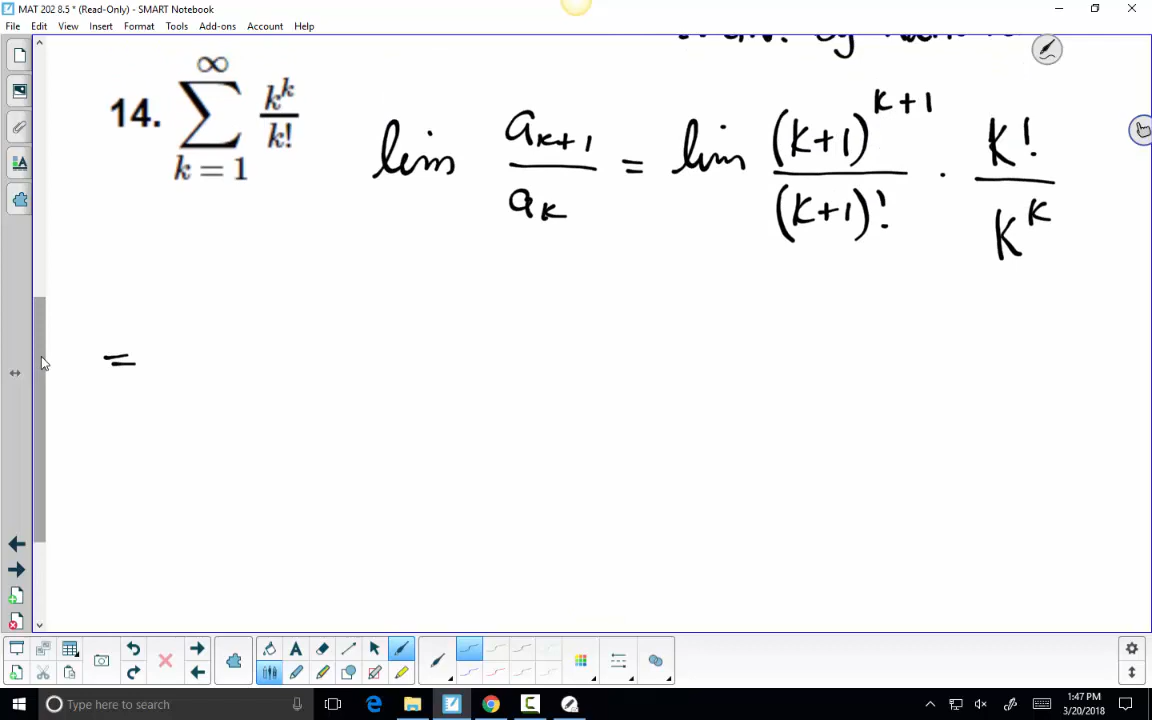 MAT 202 8.5 * (Read-Only) - SMART Notebook
File Edit View Insert Format Tools Add-ons Account Help
14. ∞ ∑ k = 1 k^k / k! lim a_{k+1} / a_k = lim (k+1)^{k+1} / (k+1)! · k! / k^k
=
Type here to search
1:47 PM
3/20/2018